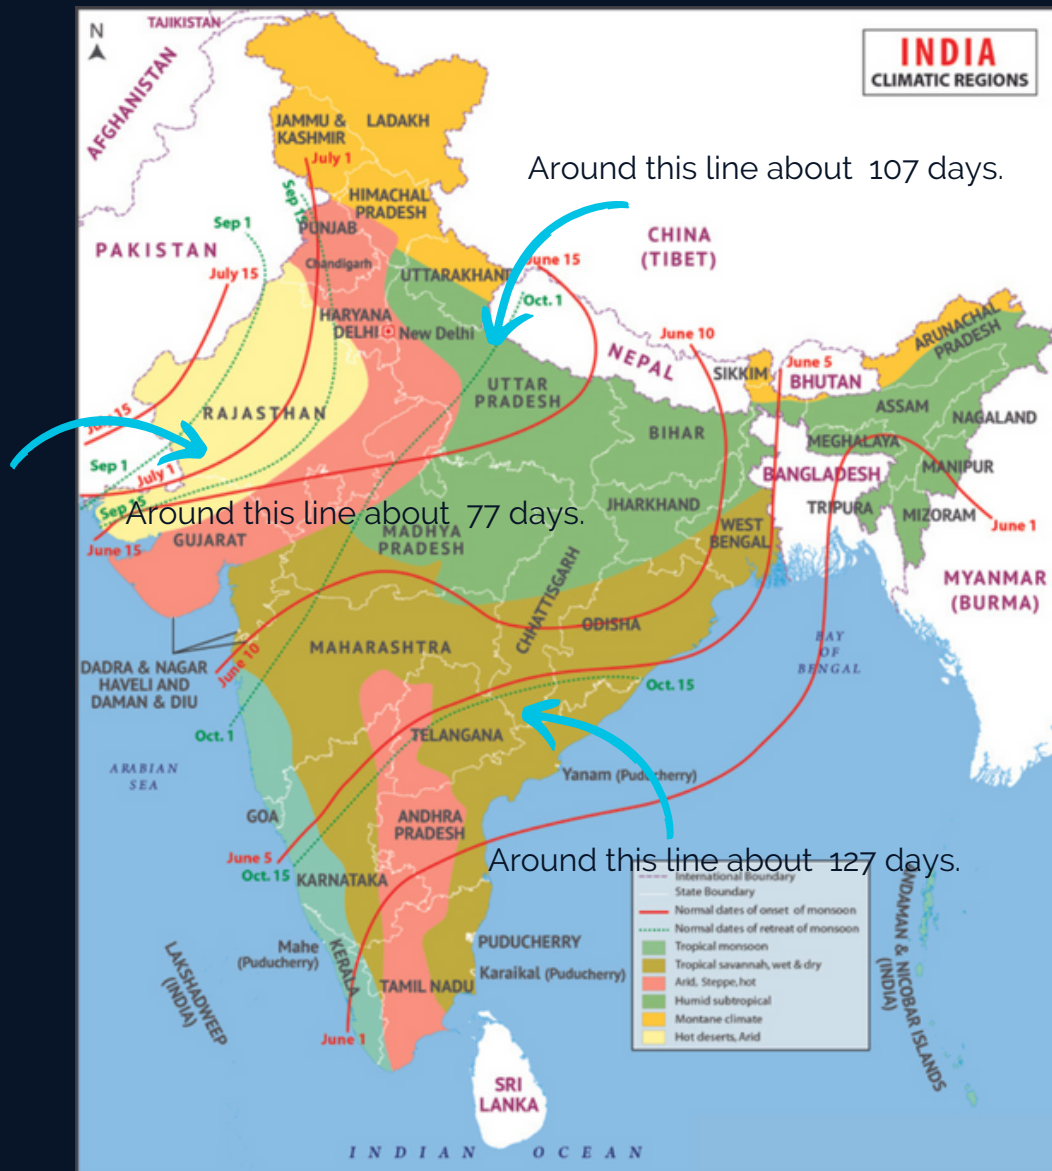 N
TAJIKISTAN
AFGHANISTAN
INDIA
CLIMATIC REGIONS
JAMMU &
KASHMIR
LADAKH
July 1
Around this line about 107 days.
Sep 15
HIMACHAL
PRADESH
Sep 1
PUNJAB
PAKISTAN
CHINA
(TIBET)
Chandigarh
July 15
UTTARAKHAND
June 15
Oct. 1
HARYANA
DELHI
New Delhi
June 10
NEPAL
ARUNACHAL
PRADESH
SIKKIM
June 5
BHUTAN
UTTAR
PRADESH
July 15
RAJASTHAN
ASSAM
NAGALAND
BIHAR
MEGHALAYA
Sep 1
July 1
BANGLADESH
MANIPUR
Sep 15
Around this line about 77 days.
JHARKHAND
TRIPURA
MIZORAM
June 1
WEST
BENGAL
GUJARAT
MADHYA
PRADESH
June 15
MYANMAR
(BURMA)
CHHATTISGARH
ODISHA
MAHARASHTRA
BAY
OF
BENGAL
June 10
DADRA & NAGAR
HAVELI AND
DAMAN & DIU
Oct. 15
Oct. 1
TELANGANA
ARABIAN
SEA
Yanam (Puducherry)
GOA
ANDHRA
PRADESH
June 5
Oct. 15
KARNATAKA
Around this line about 127 days.
International Boundary
State Boundary
Normal dates of onset of monsoon
Normal dates of retreat of monsoon
Tropical monsoon
Tropical savannah, wet & dry
Arid, Steppe, hot
Humid subtropical
Montane climate
Hot deserts, Arid
ANDAMAN & NICOBAR ISLANDS
(INDIA)
LAKSHADWEEP
(INDIA)
Mahe
(Puducherry)
KERALA
PUDUCHERRY
Karaikal (Puducherry)
TAMIL NADU
June 1
SRI
LANKA
INDIAN OCEAN